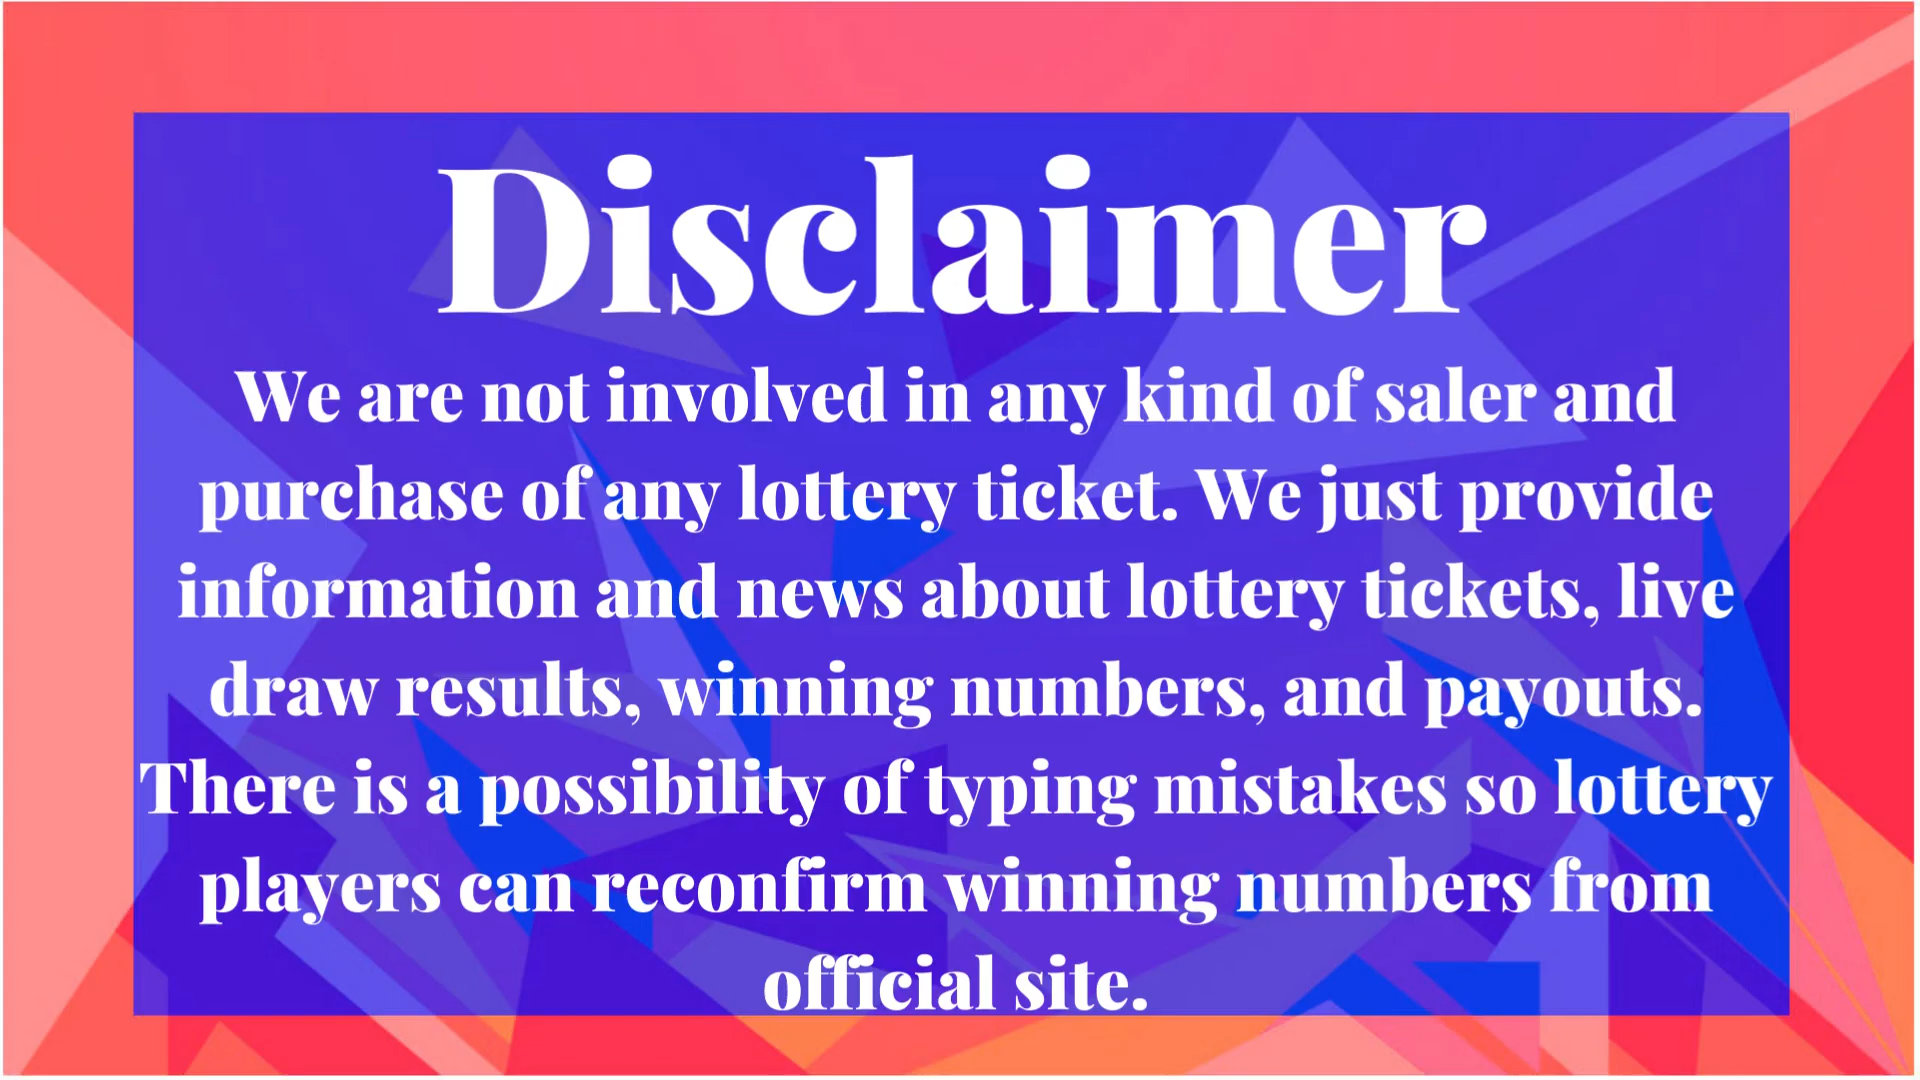 Disclaimer
We are not involved in any kind of saler and
purchase of any lottery ticket. We just provide
information and news about lottery tickets, live
draw results, winning numbers, and payouts.
There is a possibility of typing mistakes so lottery
players can reconfirm winning numbers from
official site.